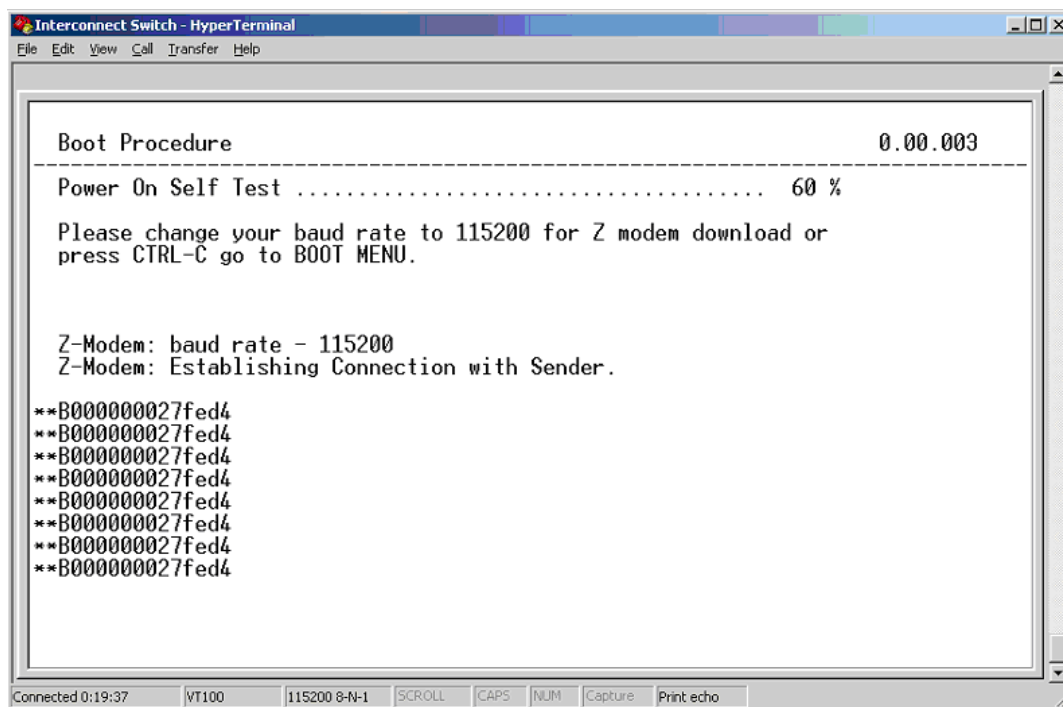 Interconnect Switch - HyperTerminal
File Edit View Call Transfer Help
Boot Procedure 0.00.003
--------------------------------------------------------------------------------
Power On Self Test ...................................... 60 %
Please change your baud rate to 115200 for Z modem download or
press CTRL-C go to BOOT MENU.
Z-Modem: baud rate - 115200
Z-Modem: Establishing Connection with Sender.
**B000000027fed4
**B000000027fed4
**B000000027fed4
**B000000027fed4
**B000000027fed4
**B000000027fed4
**B000000027fed4
**B000000027fed4
Connected 0:19:37 VT100 115200 8-N-1 SCROLL CAPS NUM Capture Print echo